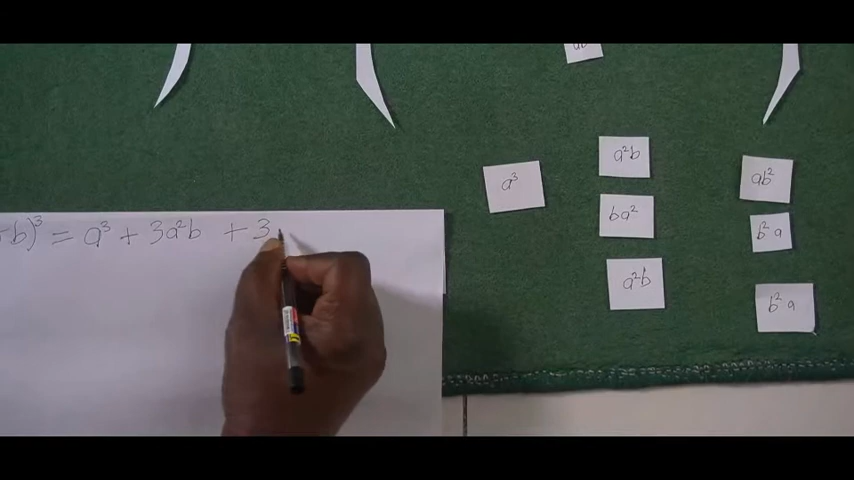 +b)³ = a³ + 3a²b + 3
a³
a²b
ba²
a²b
ab²
b²a
b²a